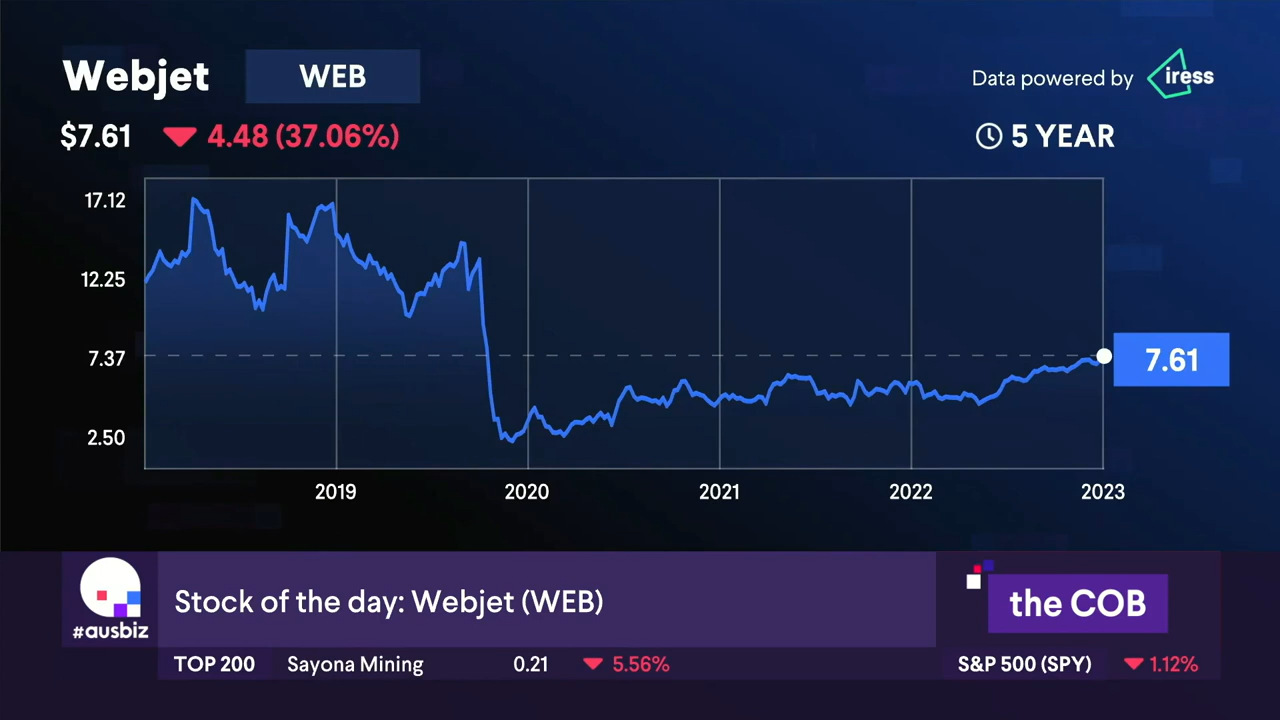 Webjet WEB
Data powered by iress
$7.61 ▼ 4.48 (37.06%)
5 YEAR
17.12
12.25
7.37
2.50
7.61
2019 2020 2021 2022 2023
#ausbiz
Stock of the day: Webjet (WEB)
the COB
TOP 200 Sayona Mining 0.21 ▼ 5.56%
S&P 500 (SPY) ▼ 1.12%